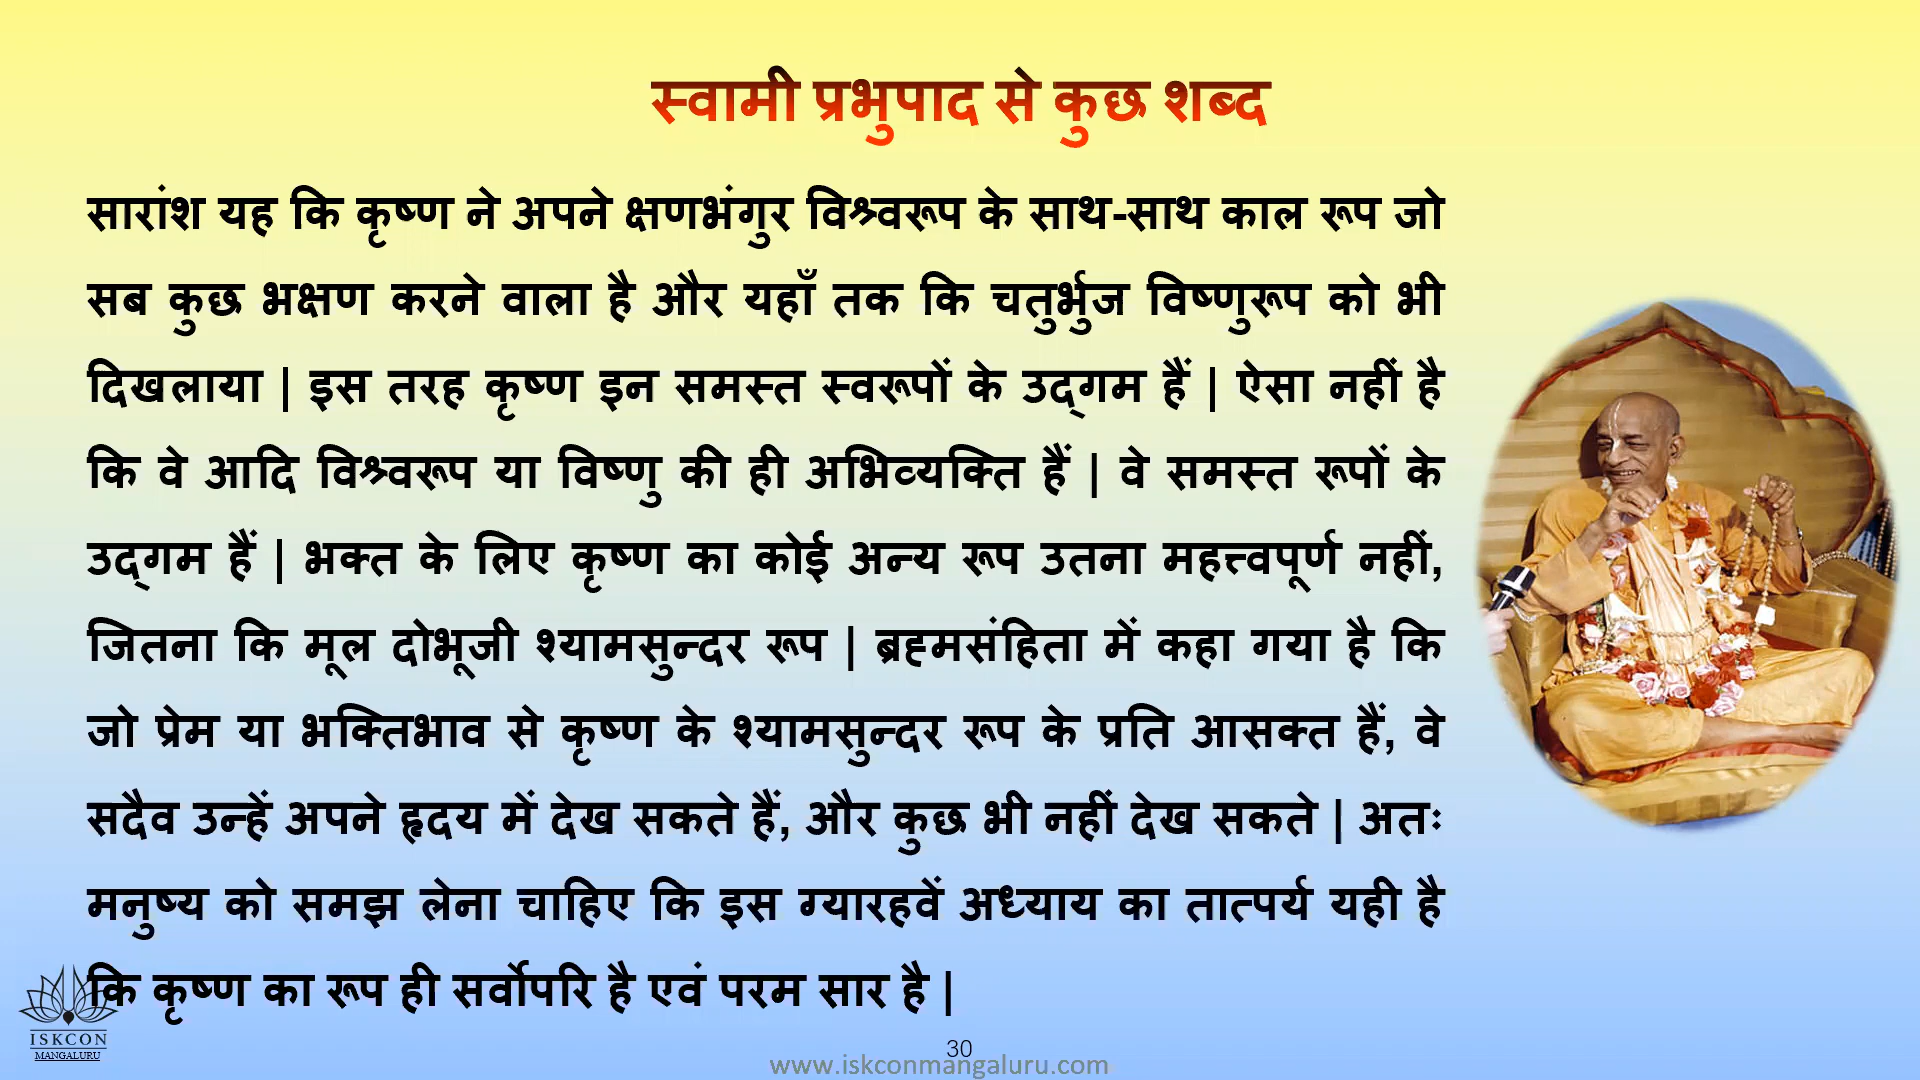 स्वामी प्रभुपाद से कुछ शब्द
सारांश यह कि कृष्ण ने अपने क्षणभंगुर विश्र्वरूप के साथ-साथ काल रूप जो
सब कुछ भक्षण करने वाला है और यहाँ तक कि चतुर्भुज विष्णुरूप को भी
दिखलाया | इस तरह कृष्ण इन समस्त स्वरूपों के उद्गम हैं | ऐसा नहीं है
कि वे आदि विश्र्वरूप या विष्णु की ही अभिव्यक्ति हैं | वे समस्त रूपों के
उद्गम हैं | भक्त के लिए कृष्ण का कोई अन्य रूप उतना महत्त्वपूर्ण नहीं,
जितना कि मूल दोभूजी श्यामसुन्दर रूप | ब्रह्मसंहिता में कहा गया है कि
जो प्रेम या भक्तिभाव से कृष्ण के श्यामसुन्दर रूप के प्रति आसक्त हैं, वे
सदैव उन्हें अपने हृदय में देख सकते हैं, और कुछ भी नहीं देख सकते | अतः
मनुष्य को समझ लेना चाहिए कि इस ग्यारहवें अध्याय का तात्पर्य यही है
कि कृष्ण का रूप ही सर्वोपरि है एवं परम सार है |
ISKCON
MANGALURU
30
www.iskconmangaluru.com